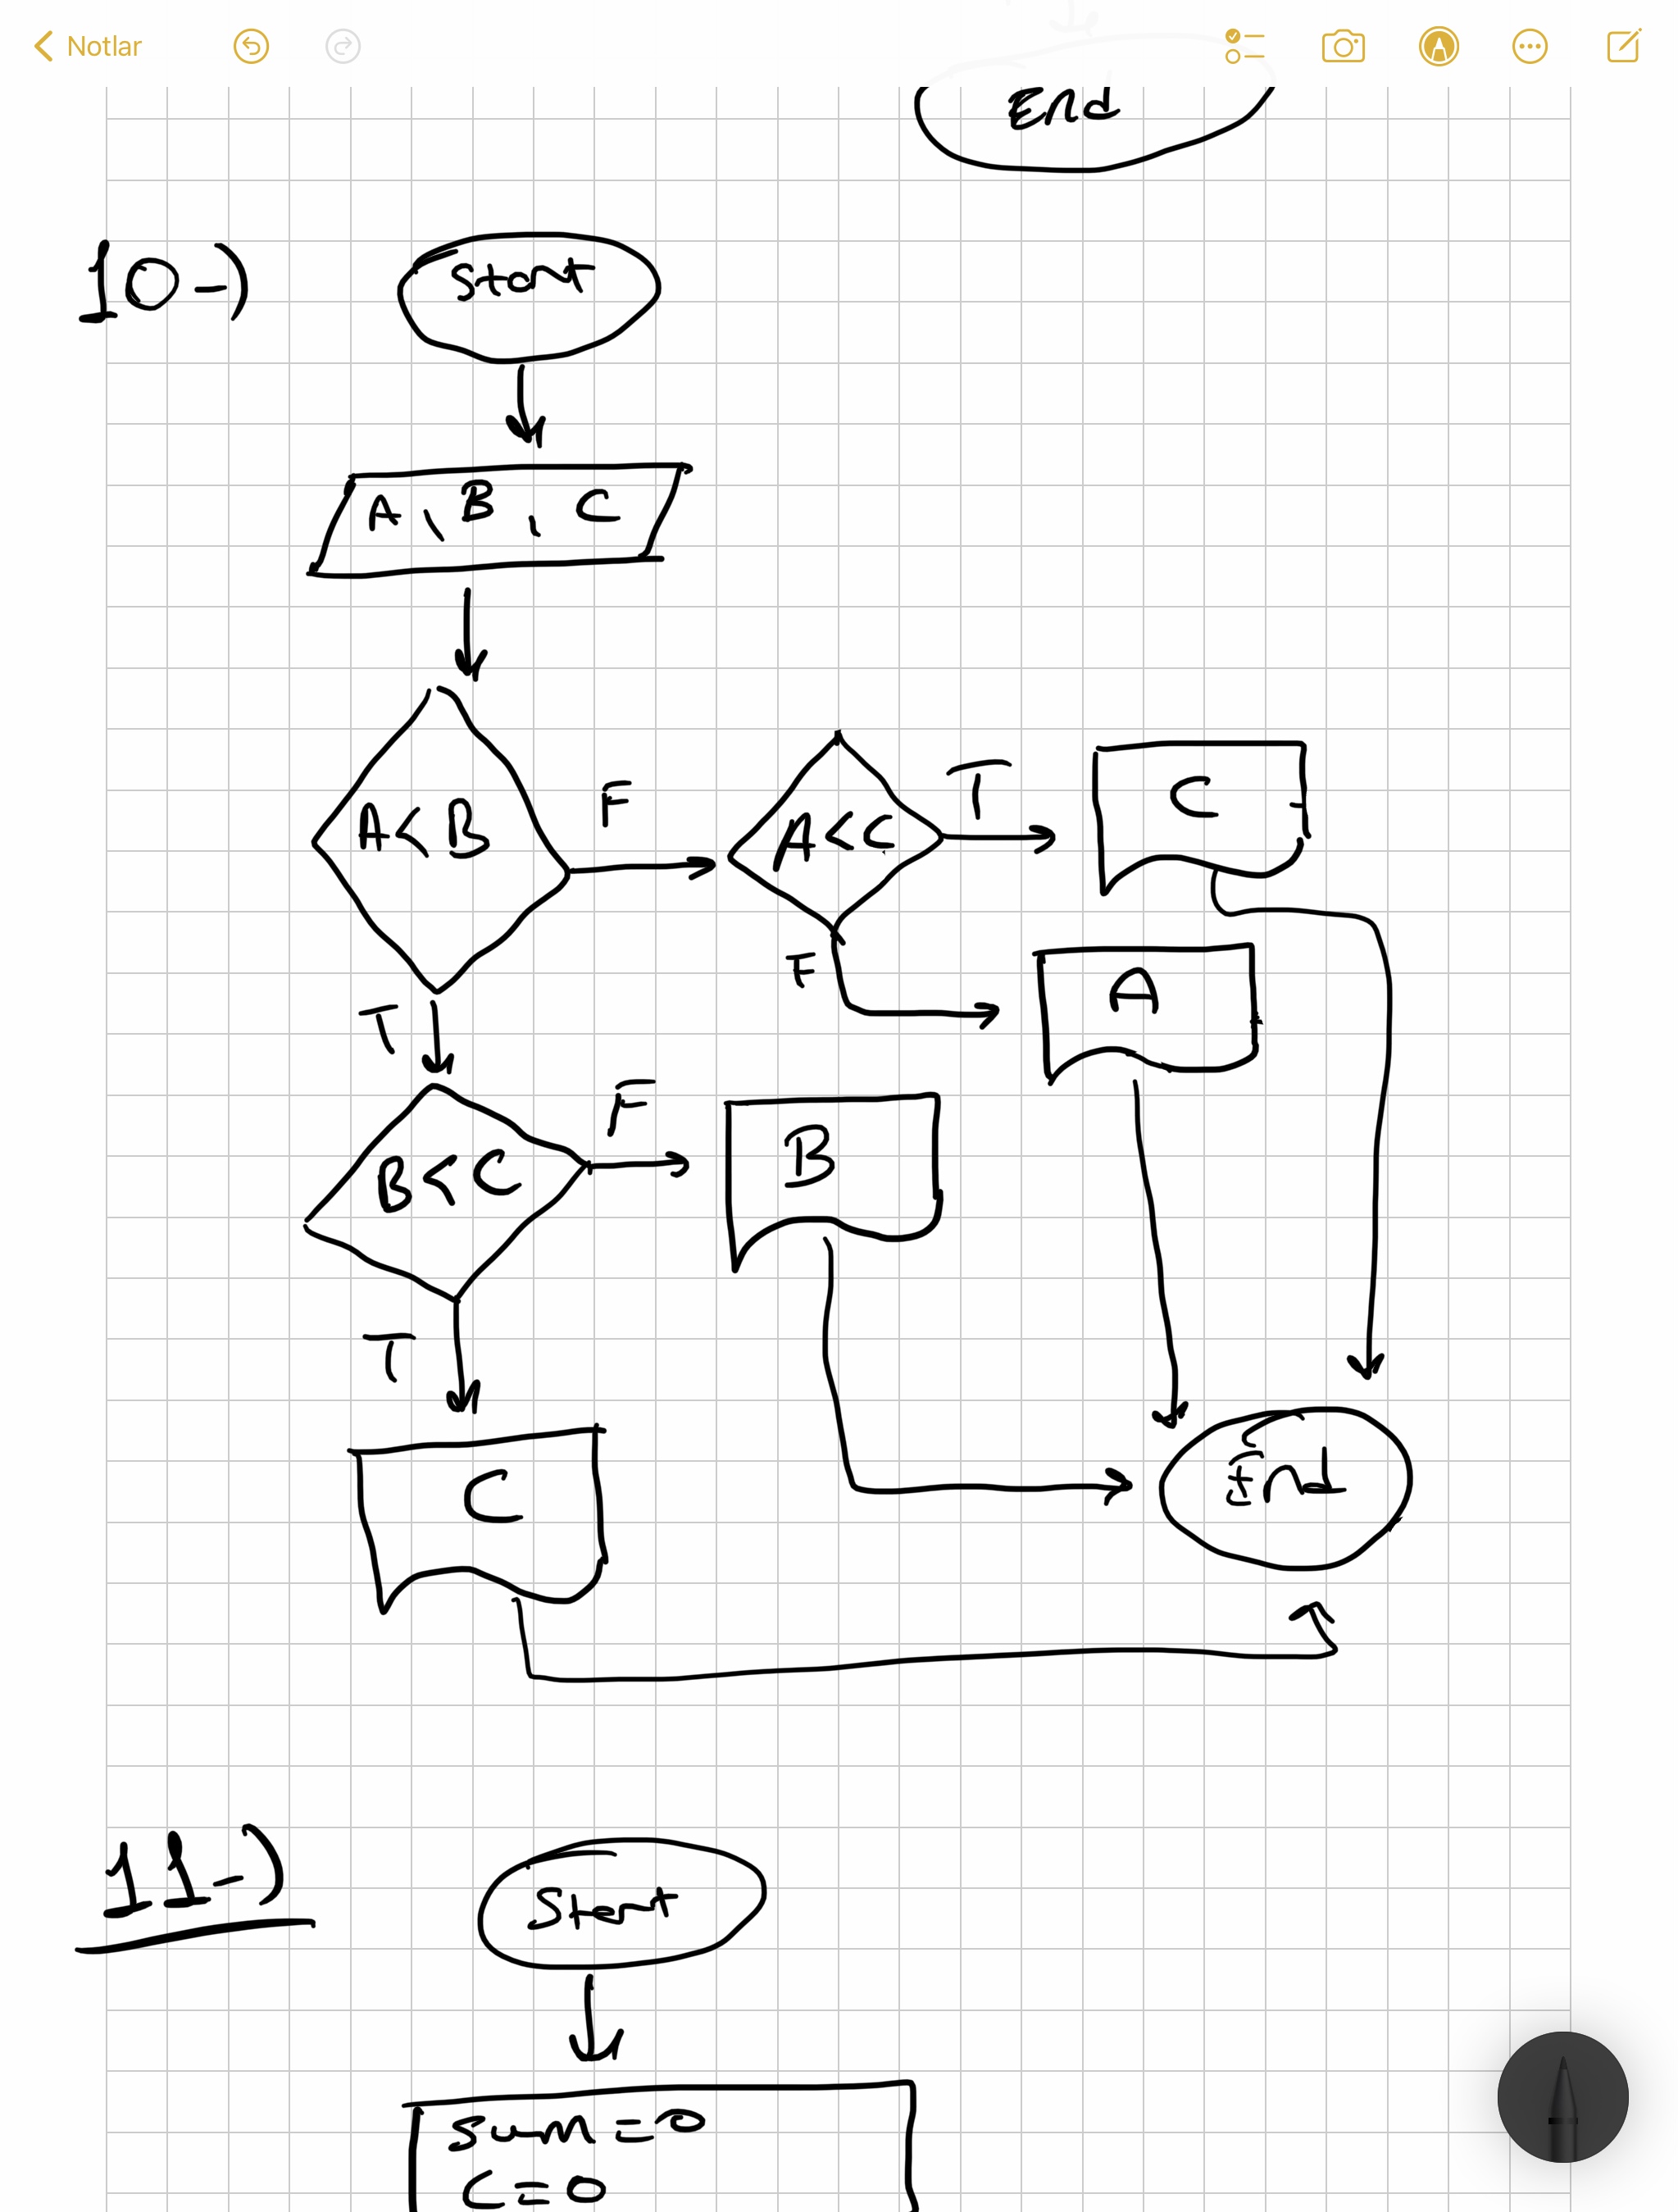 Notlar
End
10-)
Start
A, B, C
A<B
F
A<C
T
C
F
A
T
B<C
F
B
T
C
End
11-)
Start
sum=0
C=0